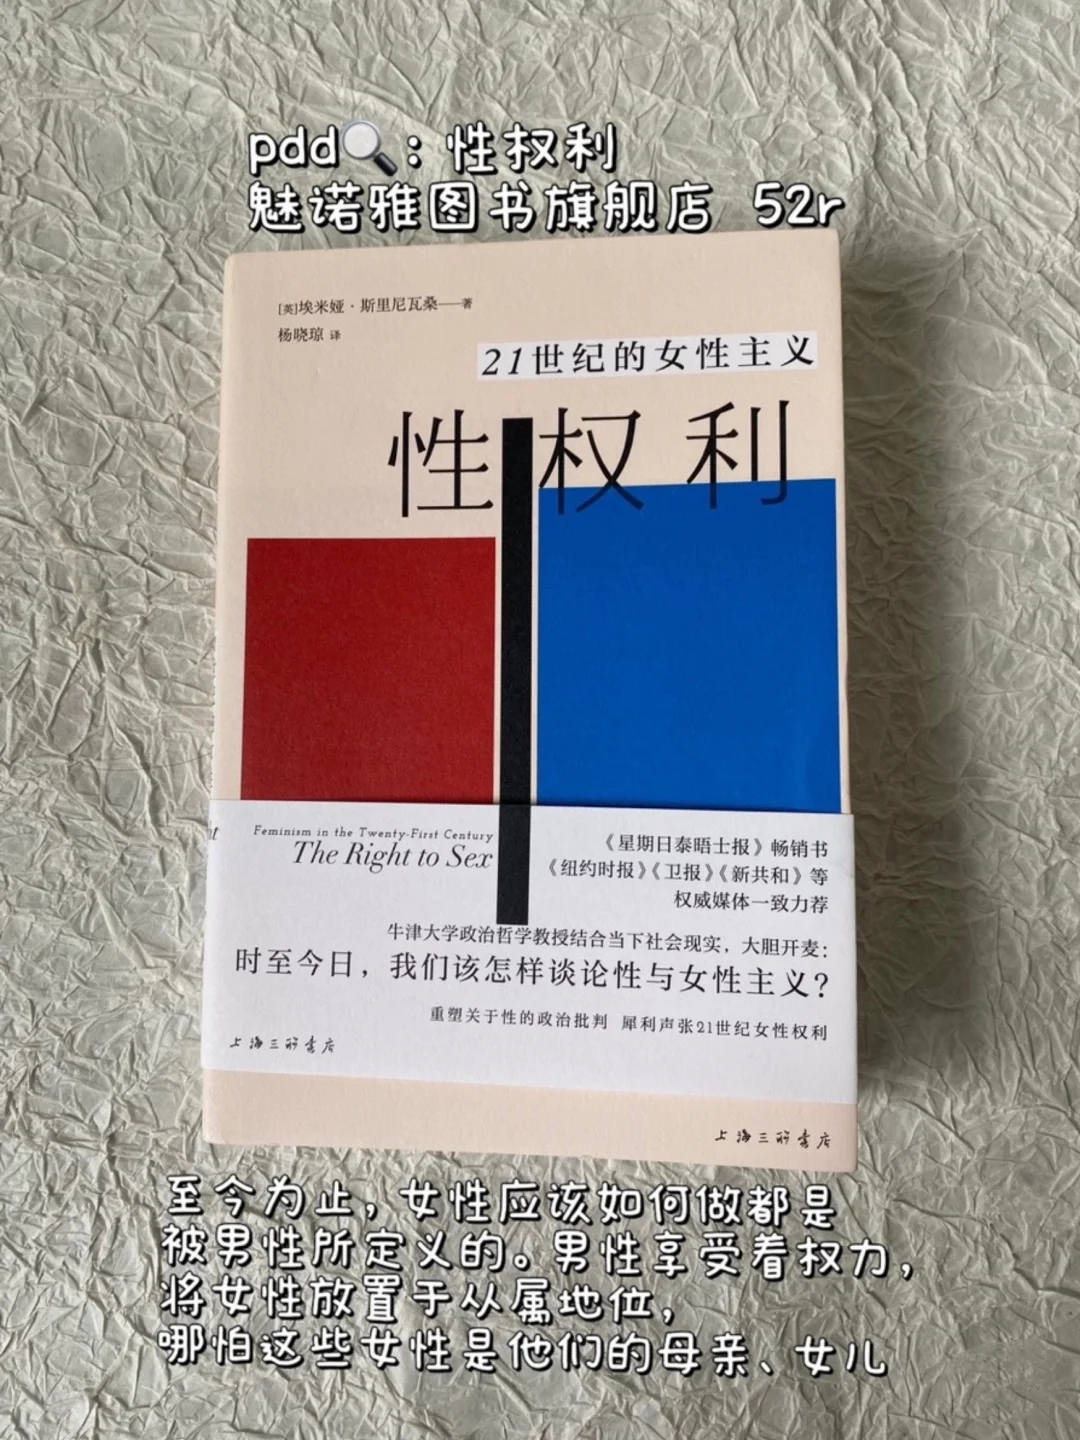 pdd🔍：性权利
魅诺雅图书旗舰店 52r
[英]埃米娅·斯里尼瓦桑——著
杨晓琼 译
21世纪的女性主义
性权利
ht
Feminism in the Twenty-First Century
The Right to Sex
《星期日泰晤士报》畅销书
《纽约时报》《卫报》《新共和》等
权威媒体一致力荐
牛津大学政治哲学教授结合当下社会现实，大胆开麦：
时至今日，我们该怎样谈论性与女性主义？
重塑关于性的政治批判 犀利声张21世纪女性权利
上海三联书店
上海三联书店
至今为止，女性应该如何做都是
被男性所定义的。男性享受着权力，
将女性放置于从属地位，
哪怕这些女性是他们的母亲、女儿